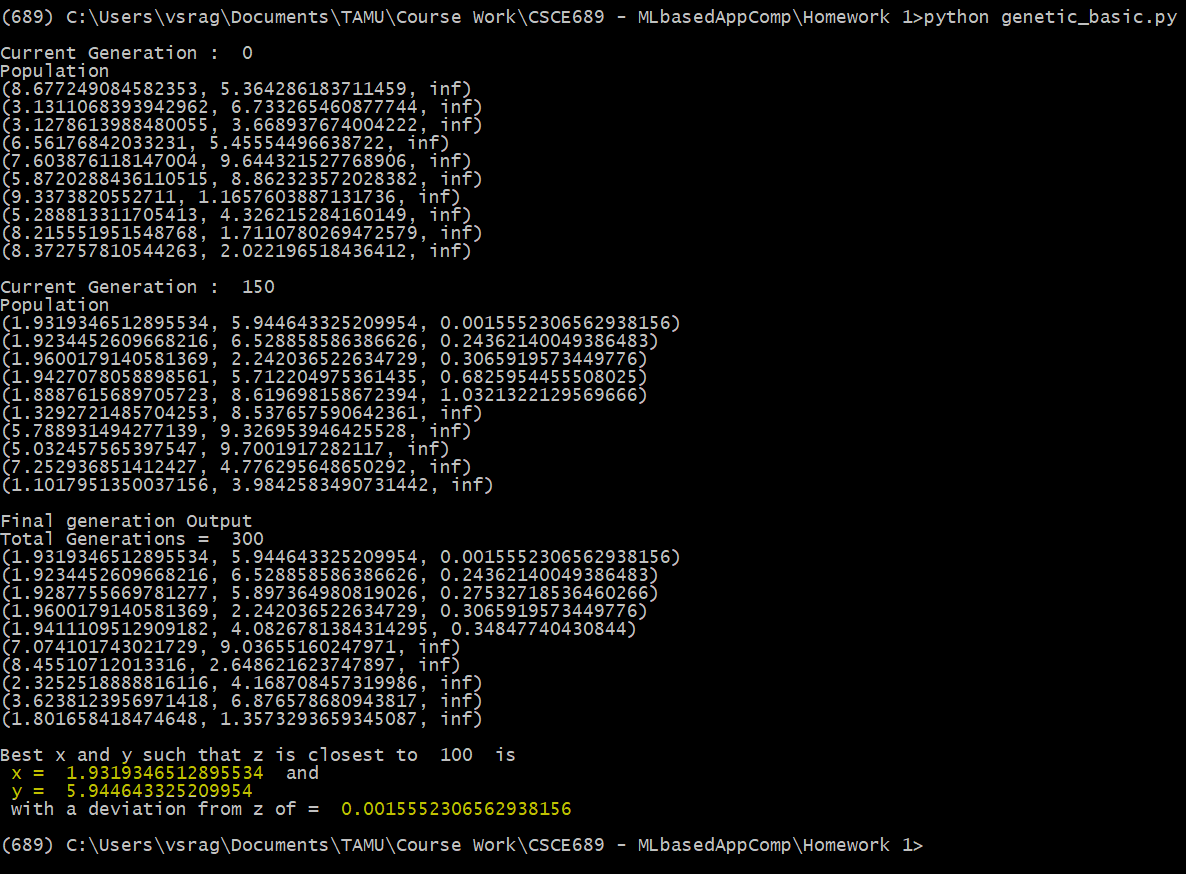 (689) C:\Users\vsrag\Documents\TAMU\Course Work\CSCE689 - MLbasedAppComp\Homework 1>python genetic_basic.py
Current Generation :  0
Population
(8.677249084582353, 5.364286183711459, inf)
(3.1311068393942962, 6.733265460877744, inf)
(3.1278613988480055, 3.668937674004222, inf)
(6.56176842033231, 5.45554496638722, inf)
(7.603876118147004, 9.644321527768906, inf)
(5.8720288436110515, 8.862323572028382, inf)
(9.3373820552711, 1.1657603887131736, inf)
(5.288813311705413, 4.326215284160149, inf)
(8.215551951548768, 1.7110780269472579, inf)
(8.372757810544263, 2.022196518436412, inf)
Current Generation :  150
Population
(1.9319346512895534, 5.944643325209954, 0.0015552306562938156)
(1.9234452609668216, 6.528858586386626, 0.24362140049386483)
(1.9600179140581369, 2.242036522634729, 0.3065919573449776)
(1.9427078058898561, 5.712204975361435, 0.6825954455508025)
(1.8887615689705723, 8.619698158672394, 1.0321322129569666)
(1.3292721485704253, 8.537657590642361, inf)
(5.788931494277139, 9.326953946425528, inf)
(5.032457565397547, 9.7001917282117, inf)
(7.252936851412427, 4.776295648650292, inf)
(1.1017951350037156, 3.9842583490731442, inf)
Final generation Output
Total Generations =  300
(1.9319346512895534, 5.944643325209954, 0.0015552306562938156)
(1.9234452609668216, 6.528858586386626, 0.24362140049386483)
(1.9287755669781277, 5.897364980819026, 0.27532718536460266)
(1.9600179140581369, 2.242036522634729, 0.3065919573449776)
(1.9411109512909182, 4.0826781384314295, 0.34847740430844)
(7.074101743021729, 9.03655160247971, inf)
(8.45510712013316, 2.648621623747897, inf)
(2.3252518888816116, 4.168708457319986, inf)
(3.6238123956971418, 6.876578680943817, inf)
(1.801658418474648, 1.3573293659345087, inf)
Best x and y such that z is closest to  100  is
x =  1.9319346512895534  and
y =  5.944643325209954
with a deviation from z of =  0.0015552306562938156
(689) C:\Users\vsrag\Documents\TAMU\Course Work\CSCE689 - MLbasedAppComp\Homework 1>